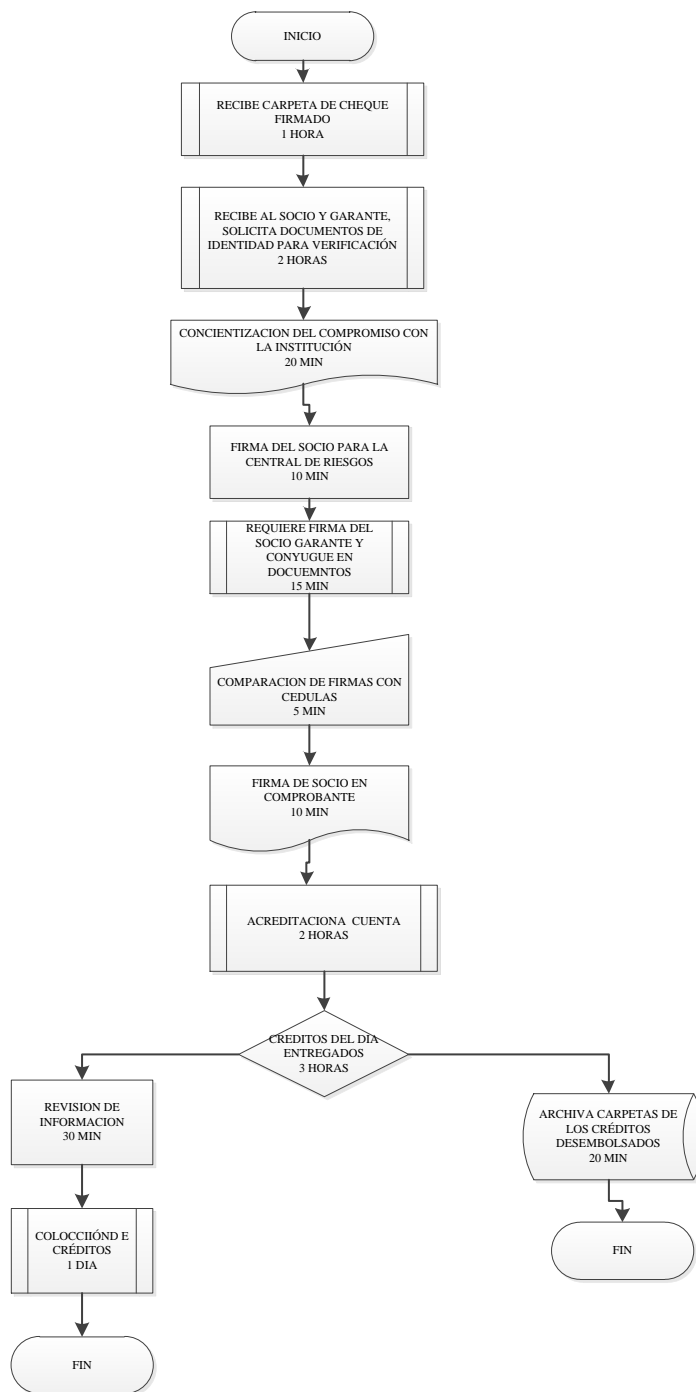 INICIO
RECIBE CARPETA DE CHEQUE
FIRMADO
1 HORA
RECIBE AL SOCIO Y GARANTE,
SOLICITA DOCUMENTOS DE
IDENTIDAD PARA VERIFICACIÓN
2 HORAS
CONCIENTIZACION DEL COMPROMISO CON
LA INSTITUCIÓN
20 MIN
FIRMA DEL SOCIO PARA LA
CENTRAL DE RIESGOS
10 MIN
REQUIERE FIRMA DEL
SOCIO GARANTE Y
CONYUGUE EN
DOCUEMNTOS
15 MIN
COMPARACION DE FIRMAS CON
CEDULAS
5 MIN
FIRMA DE SOCIO EN
COMPROBANTE
10 MIN
ACREDITACIONA CUENTA
2 HORAS
CREDITOS DEL DIA
ENTREGADOS
3 HORAS
REVISION DE
INFORMACION
30 MIN
COLOCCIIÓND E
CRÉDITOS
1 DIA
FIN
ARCHIVA CARPETAS DE
LOS CRÉDITOS
DESEMBOLSADOS
20 MIN
FIN